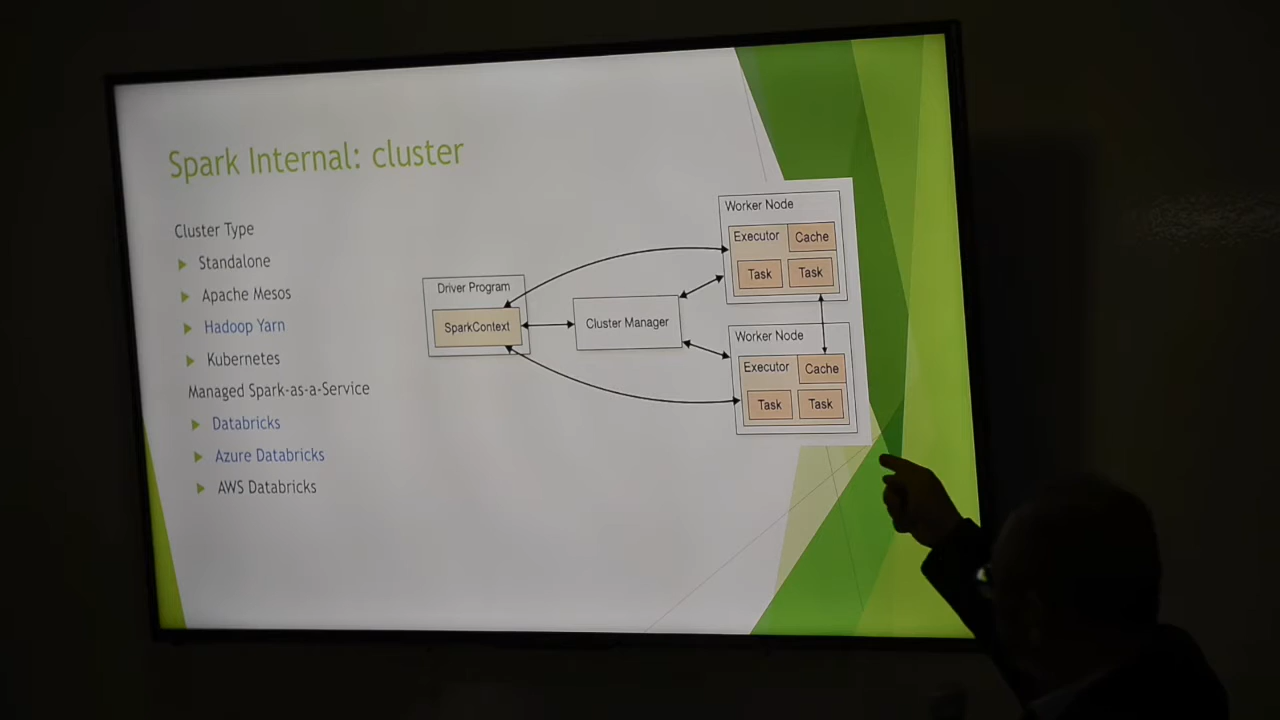 Spark Internal: cluster
Cluster Type
Standalone
Apache Mesos
Hadoop Yarn
Kubernetes
Managed Spark-as-a-Service
Databricks
Azure Databricks
AWS Databricks
Driver Program
SparkContext
Cluster Manager
Worker Node
Executor
Cache
Task
Task
Worker Node
Executor
Cache
Task
Task